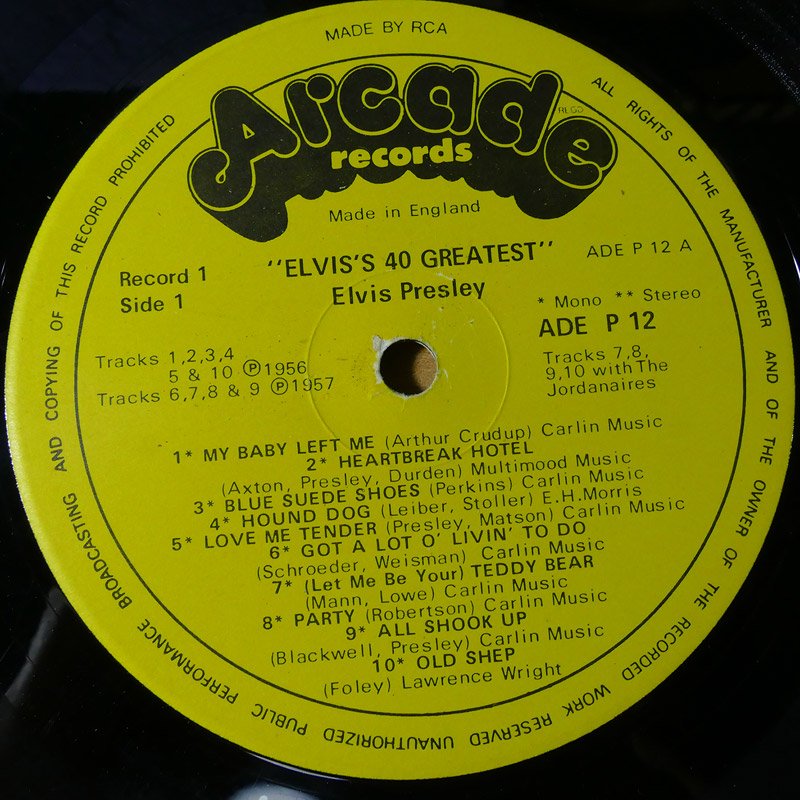 MADE BY RCA
ALL RIGHTS OF THE MANUFACTURER AND OF THE OWNER OF THE RECORDED WORK RESERVED UNAUTHORIZED PUBLIC PERFORMANCE BROADCASTING AND COPYING OF THIS RECORD PROHIBITED
Arcade
REGD
records
Made in England
"ELVIS'S 40 GREATEST"
Elvis Presley
ADE P 12 A
Record 1
Side 1
* Mono ** Stereo
ADE P 12
Tracks 1,2,3,4
5 & 10 Ⓟ1956
Tracks 6,7,8 & 9 Ⓟ1957
Tracks 7,8,
9,10 with The
Jordanaires
1* MY BABY LEFT ME (Arthur Crudup) Carlin Music
2* HEARTBREAK HOTEL
(Axton, Presley, Durden) Multimood Music
3* BLUE SUEDE SHOES (Perkins) Carlin Music
4* HOUND DOG (Leiber, Stoller) E.H.Morris
5* LOVE ME TENDER (Presley, Matson) Carlin Music
6* GOT A LOT O' LIVIN' TO DO
(Schroeder, Weisman) Carlin Music
7* (Let Me Be Your) TEDDY BEAR
(Mann, Lowe) Carlin Music
8* PARTY (Robertson) Carlin Music
9* ALL SHOOK UP
(Blackwell, Presley) Carlin Music
10* OLD SHEP
(Foley) Lawrence Wright